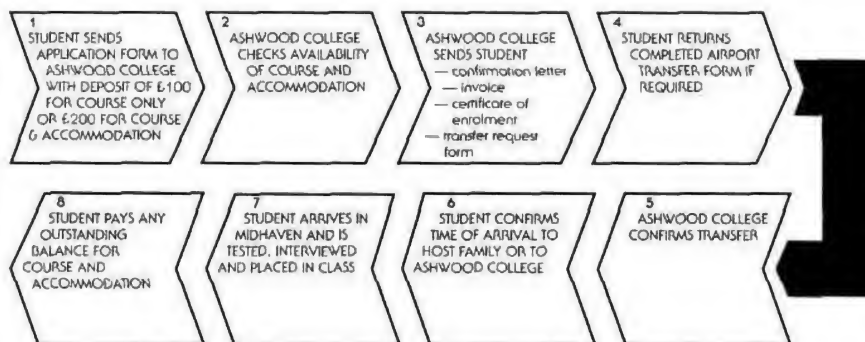 1
STUDENT SENDS
APPLICATION FORM TO
ASHWOOD COLLEGE
WITH DEPOSIT OF £100
FOR COURSE ONLY
OR £200 FOR COURSE
& ACCOMMODATION
2
ASHWOOD COLLEGE
CHECKS AVAILABILITY
OF COURSE AND
ACCOMMODATION
3
ASHWOOD COLLEGE
SENDS STUDENT
— confirmation letter
— invoice
— certificate of
enrolment
— transfer request
form
4
STUDENT RETURNS
COMPLETED AIRPORT
TRANSFER FORM IF
REQUIRED
5
ASHWOOD COLLEGE
CONFIRMS TRANSFER
6
STUDENT CONFIRMS
TIME OF ARRIVAL TO
HOST FAMILY OR TO
ASHWOOD COLLEGE
7
STUDENT ARRIVES IN
MIDHAVEN AND IS
TESTED, INTERVIEWED
AND PLACED IN CLASS
8
STUDENT PAYS ANY
OUTSTANDING
BALANCE FOR
COURSE AND
ACCOMMODATION